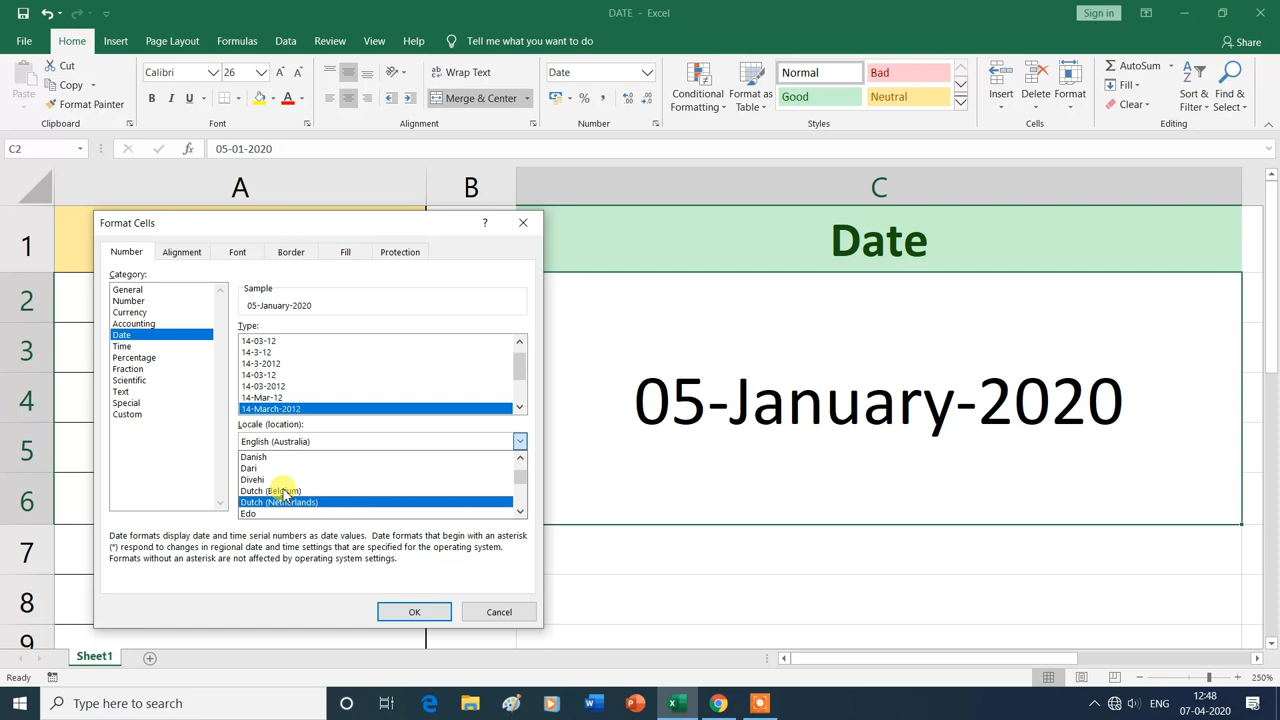 DATE - Excel
Sign in
File Home Insert Page Layout Formulas Data Review View Help Tell me what you want to do
Share
Paste
Cut
Copy
Format Painter
Clipboard
Calibri 26
B I U
Font
Wrap Text
Merge & Center
Alignment
Date
%
Number
Conditional Formatting
Format as Table
Normal Bad
Good Neutral
Styles
Insert Delete Format
Cells
AutoSum
Fill
Clear
Sort & Filter
Find & Select
Editing
C2 fx 05-01-2020
A B C
1 Date
2
3
4 05-January-2020
5
6
7
8
9
Format Cells ?
Number Alignment Font Border Fill Protection
Category:
General
Number
Currency
Accounting
Date
Time
Percentage
Fraction
Scientific
Text
Special
Custom
Sample
05-January-2020
Type:
14-03-12
14-3-12
14-3-2012
14-03-12
14-03-2012
14-Mar-12
14-March-2012
Locale (location):
English (Australia)
Danish
Dari
Divehi
Dutch (Belgium)
Dutch (Netherlands)
Edo
Date formats display date and time serial numbers as date values. Date formats that begin with an asterisk
(*) respond to changes in regional date and time settings that are specified for the operating system.
Formats without an asterisk are not affected by operating system settings.
OK Cancel
Sheet1
Ready
250%
Type here to search
ENG
12:48
07-04-2020